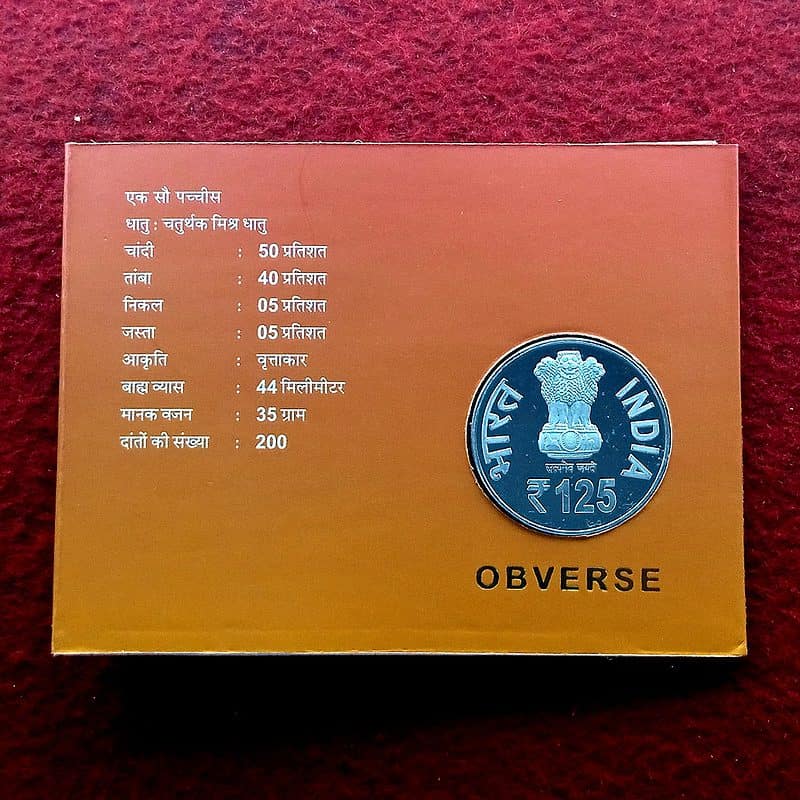 एक सौ पच्चीस
धातु : चतुर्थक मिश्र धातु
चांदी : 50 प्रतिशत
तांबा : 40 प्रतिशत
निकल : 05 प्रतिशत
जस्ता : 05 प्रतिशत
आकृति : वृत्ताकार
बाह्म व्यास : 44 मिलीमीटर
मानक वजन : 35 ग्राम
दांतों की संख्या : 200
भारत
INDIA
सत्यमेव जयते
₹125
OBVERSE